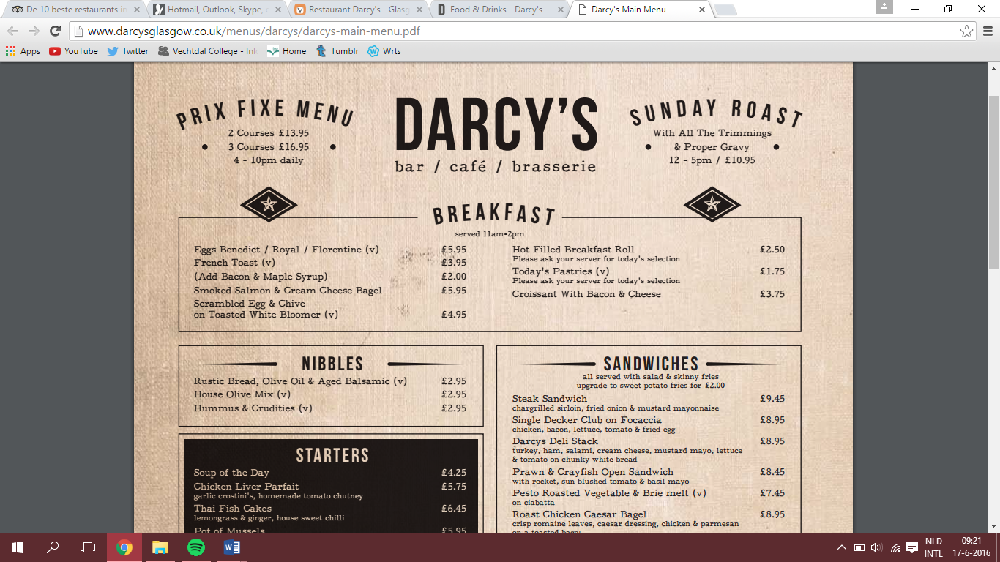 De 10 beste restaurants in
Hotmail, Outlook, Skype, e
Restaurant Darcy's - Glasg
Food & Drinks - Darcy's
Darcy's Main Menu
www.darcysglasgow.co.uk/menus/darcys/darcys-main-menu.pdf
Apps
YouTube
Twitter
Vechtdal College - Inl
Home
Tumblr
Wrts
PRIX FIXE MENU
2 Courses £13.95
3 Courses £16.95
4 - 10pm daily
DARCY'S
bar / café / brasserie
SUNDAY ROAST
With All The Trimmings
& Proper Gravy
12 - 5pm / £10.95
BREAKFAST
served 11am-2pm
Eggs Benedict / Royal / Florentine (v) £5.95
French Toast (v) £3.95
(Add Bacon & Maple Syrup) £2.00
Smoked Salmon & Cream Cheese Bagel £5.95
Scrambled Egg & Chive
on Toasted White Bloomer (v) £4.95
Hot Filled Breakfast Roll £2.50
Please ask your server for today's selection
Today's Pastries (v) £1.75
Please ask your server for today's selection
Croissant With Bacon & Cheese £3.75
NIBBLES
Rustic Bread, Olive Oil & Aged Balsamic (v) £2.95
House Olive Mix (v) £2.95
Hummus & Crudities (v) £2.95
STARTERS
Soup of the Day £4.25
Chicken Liver Parfait £5.75
garlic crostini's, homemade tomato chutney
Thai Fish Cakes £6.45
lemongrass & ginger, house sweet chilli
Pot of Mussels £5.95
SANDWICHES
all served with salad & skinny fries
upgrade to sweet potato fries for £2.00
Steak Sandwich £9.45
chargrilled sirloin, fried onion & mustard mayonnaise
Single Decker Club on Focaccia £8.95
chicken, bacon, lettuce, tomato & fried egg
Darcys Deli Stack £8.95
turkey, ham, salami, cream cheese, mustard mayo, lettuce
& tomato on chunky white bread
Prawn & Crayfish Open Sandwich £8.45
with rocket, sun blushed tomato & basil mayo
Pesto Roasted Vegetable & Brie melt (v) £7.45
on ciabatta
Roast Chicken Caesar Bagel £8.95
crisp romaine leaves, caesar dressing, chicken & parmesan
on a toasted bagel
NLD
INTL
09:21
17-6-2016